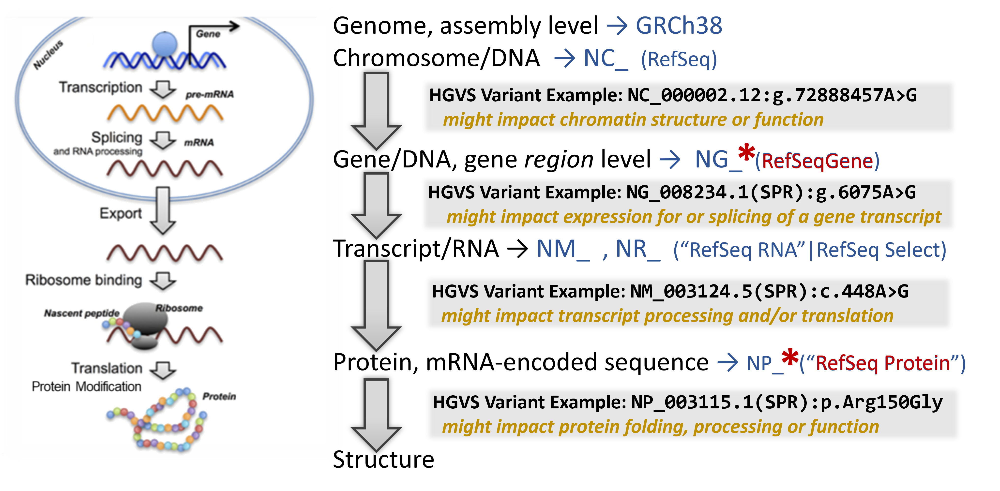 Nucleus
Gene
Transcription
pre-mRNA
Splicing
and RNA processing
mRNA
Export
Ribosome binding
Nascent peptide
Ribosome
Translation
Protein Modification
Protein
Genome, assembly level → GRCh38
Chromosome/DNA → NC_ (RefSeq)
HGVS Variant Example: NC_000002.12:g.72888457A>G
might impact chromatin structure or function
Gene/DNA, gene region level → NG_*(RefSeqGene)
HGVS Variant Example: NG_008234.1(SPR):g.6075A>G
might impact expression for or splicing of a gene transcript
Transcript/RNA → NM_ , NR_ (“RefSeq RNA”|RefSeq Select)
HGVS Variant Example: NM_003124.5(SPR):c.448A>G
might impact transcript processing and/or translation
Protein, mRNA-encoded sequence → NP_*(“RefSeq Protein”)
HGVS Variant Example: NP_003115.1(SPR):p.Arg150Gly
might impact protein folding, processing or function
Structure